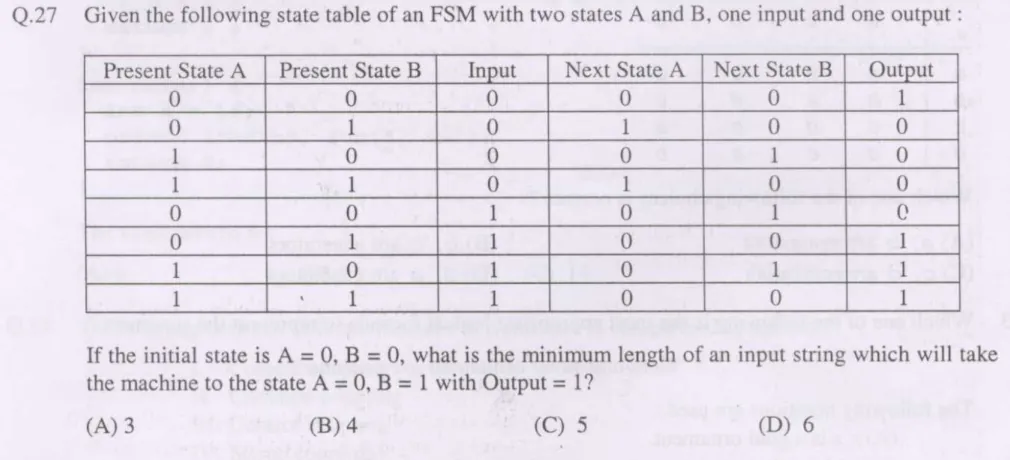 Q.27 Given the following state table of an FSM with two states A and B, one input and one output :
Present State A Present State B Input Next State A Next State B Output
0 0 0 0 0 1
0 1 0 1 0 0
1 0 0 0 1 0
1 1 0 1 0 0
0 0 1 0 1 0
0 1 1 0 0 1
1 0 1 0 1 1
1 1 1 0 0 1
If the initial state is A = 0, B = 0, what is the minimum length of an input string which will take
the machine to the state A = 0, B = 1 with Output = 1?
(A) 3 (B) 4 (C) 5 (D) 6